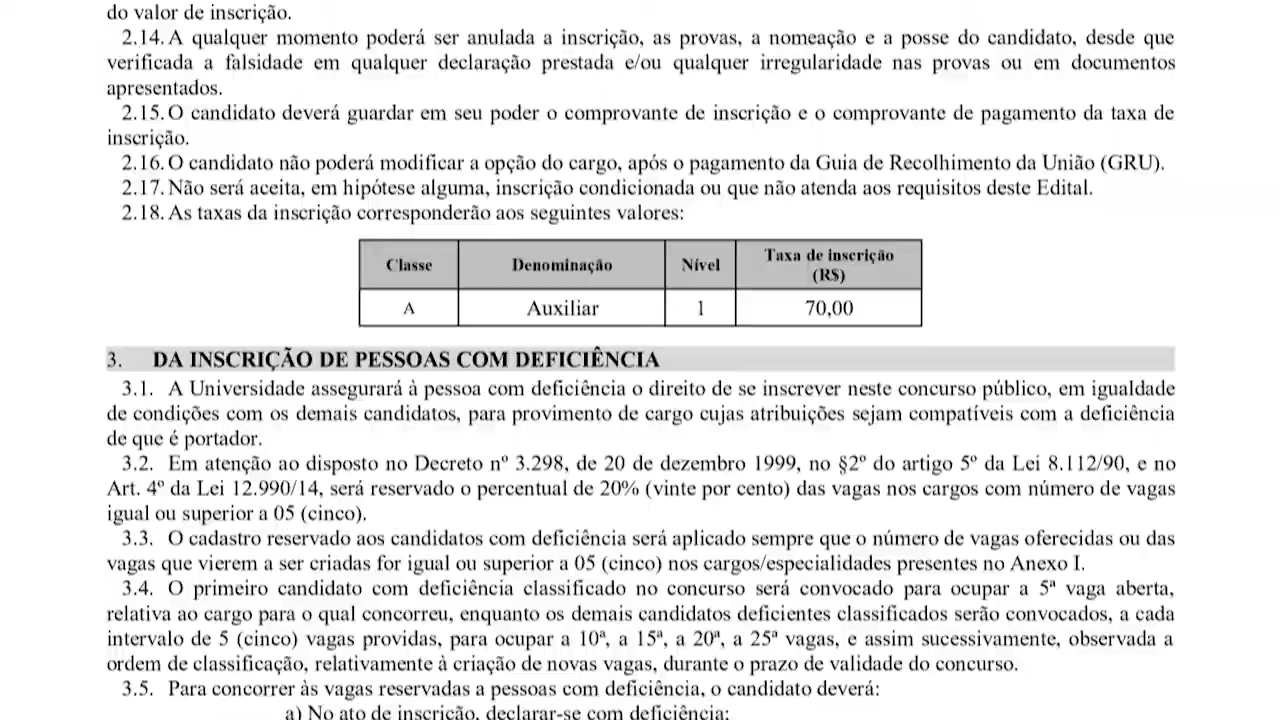 do valor de inscrição.
2.14. A qualquer momento poderá ser anulada a inscrição, as provas, a nomeação e a posse do candidato, desde que
verificada a falsidade em qualquer declaração prestada e/ou qualquer irregularidade nas provas ou em documentos
apresentados.
2.15. O candidato deverá guardar em seu poder o comprovante de inscrição e o comprovante de pagamento da taxa de
inscrição.
2.16. O candidato não poderá modificar a opção do cargo, após o pagamento da Guia de Recolhimento da União (GRU).
2.17. Não será aceita, em hipótese alguma, inscrição condicionada ou que não atenda aos requisitos deste Edital.
2.18. As taxas da inscrição corresponderão aos seguintes valores:
Classe Denominação Nível Taxa de inscrição (R$)
A Auxiliar 1 70,00
3. DA INSCRIÇÃO DE PESSOAS COM DEFICIÊNCIA
3.1. A Universidade assegurará à pessoa com deficiência o direito de se inscrever neste concurso público, em igualdade
de condições com os demais candidatos, para provimento de cargo cujas atribuições sejam compatíveis com a deficiência
de que é portador.
3.2. Em atenção ao disposto no Decreto nº 3.298, de 20 de dezembro 1999, no §2º do artigo 5º da Lei 8.112/90, e no
Art. 4º da Lei 12.990/14, será reservado o percentual de 20% (vinte por cento) das vagas nos cargos com número de vagas
igual ou superior a 05 (cinco).
3.3. O cadastro reservado aos candidatos com deficiência será aplicado sempre que o número de vagas oferecidas ou das
vagas que vierem a ser criadas for igual ou superior a 05 (cinco) nos cargos/especialidades presentes no Anexo I.
3.4. O primeiro candidato com deficiência classificado no concurso será convocado para ocupar a 5ª vaga aberta,
relativa ao cargo para o qual concorreu, enquanto os demais candidatos deficientes classificados serão convocados, a cada
intervalo de 5 (cinco) vagas providas, para ocupar a 10ª, a 15ª, a 20ª, a 25ª vagas, e assim sucessivamente, observada a
ordem de classificação, relativamente à criação de novas vagas, durante o prazo de validade do concurso.
3.5. Para concorrer às vagas reservadas a pessoas com deficiência, o candidato deverá:
a) No ato de inscrição, declarar-se com deficiência;